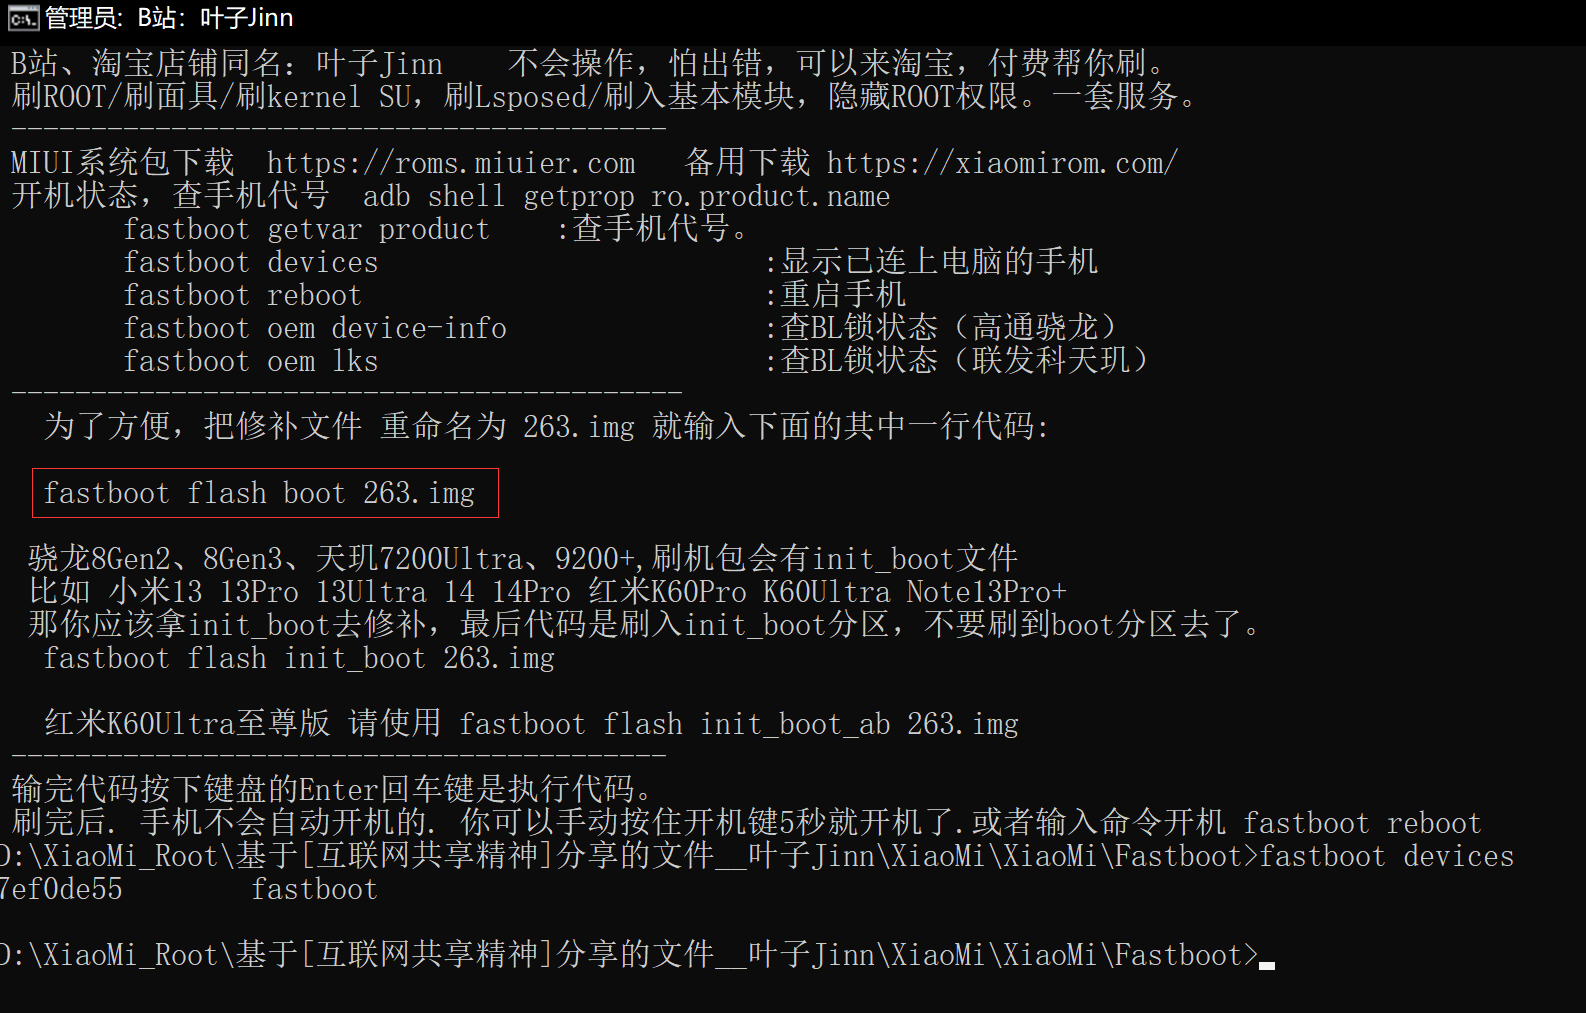 管理员: B站: 叶子Jinn
B站、淘宝店铺同名: 叶子Jinn 不会操作, 怕出错, 可以来淘宝, 付费帮你刷。
刷ROOT/刷面具/刷kernel SU, 刷Lsposed/刷入基本模块, 隐藏ROOT权限。一套服务。
-----------------------------------------
MIUI系统包下载 https://roms.miuier.com 备用下载 https://xiaomirom.com/
开机状态, 查手机代号 adb shell getprop ro.product.name
fastboot getvar product :查手机代号。
fastboot devices :显示已连上电脑的手机
fastboot reboot :重启手机
fastboot oem device-info :查BL锁状态（高通骁龙）
fastboot oem lks :查BL锁状态（联发科天玑）
------------------------------------------
为了方便, 把修补文件 重命名为 263.img 就输入下面的其中一行代码:
fastboot flash boot 263.img
骁龙8Gen2、8Gen3、天玑7200Ultra、9200+,刷机包会有init_boot文件
比如 小米13 13Pro 13Ultra 14 14Pro 红米K60Pro K60Ultra Note13Pro+
那你应该拿init_boot去修补, 最后代码是刷入init_boot分区, 不要刷到boot分区去了。
fastboot flash init_boot 263.img
红米K60Ultra至尊版 请使用 fastboot flash init_boot_ab 263.img
-----------------------------------------
输完代码按下键盘的Enter回车键是执行代码。
刷完后. 手机不会自动开机的. 你可以手动按住开机键5秒就开机了.或者输入命令开机 fastboot reboot
D:\XiaoMi_Root\基于[互联网共享精神]分享的文件__叶子Jinn\XiaoMi\XiaoMi\Fastboot>fastboot devices
7ef0de55 fastboot
D:\XiaoMi_Root\基于[互联网共享精神]分享的文件__叶子Jinn\XiaoMi\XiaoMi\Fastboot>